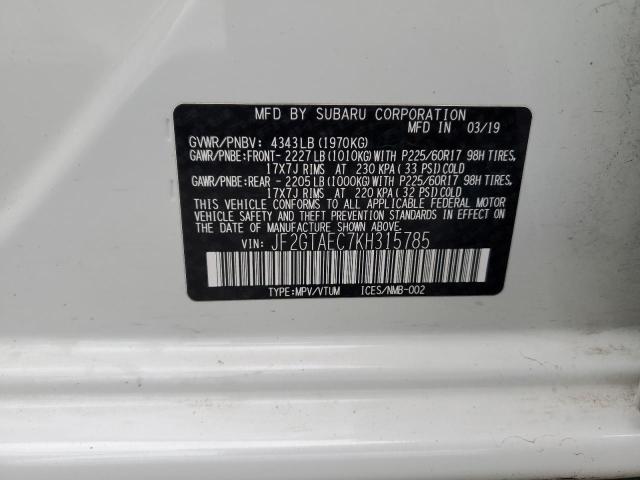 MFD BY SUBARU CORPORATION
MFD IN 03/19
GVWR/PNBV: 4343LB(1970KG)
GAWR/PNBE:FRONT- 2227LB(1010KG)WITH P225/60R17 98H TIRES,
17X7J RIMS AT 230 KPA(33 PSI)COLD
GAWR/PNBE:REAR - 2205LB(1000KG)WITH P225/60R17 98H TIRES,
17X7J RIMS AT 220 KPA(32 PSI)COLD
THIS VEHICLE CONFORMS TO ALL APPLICABLE FEDERAL MOTOR
VEHICLE SAFETY AND THEFT PREVENTION STANDARDS IN EFFECT
ON THE DATE OF MANUFACTURE SHOWN ABOVE.
VIN: JF2GTAEC7KH315785
TYPE:MPV/VTUM ICES/NMB-002